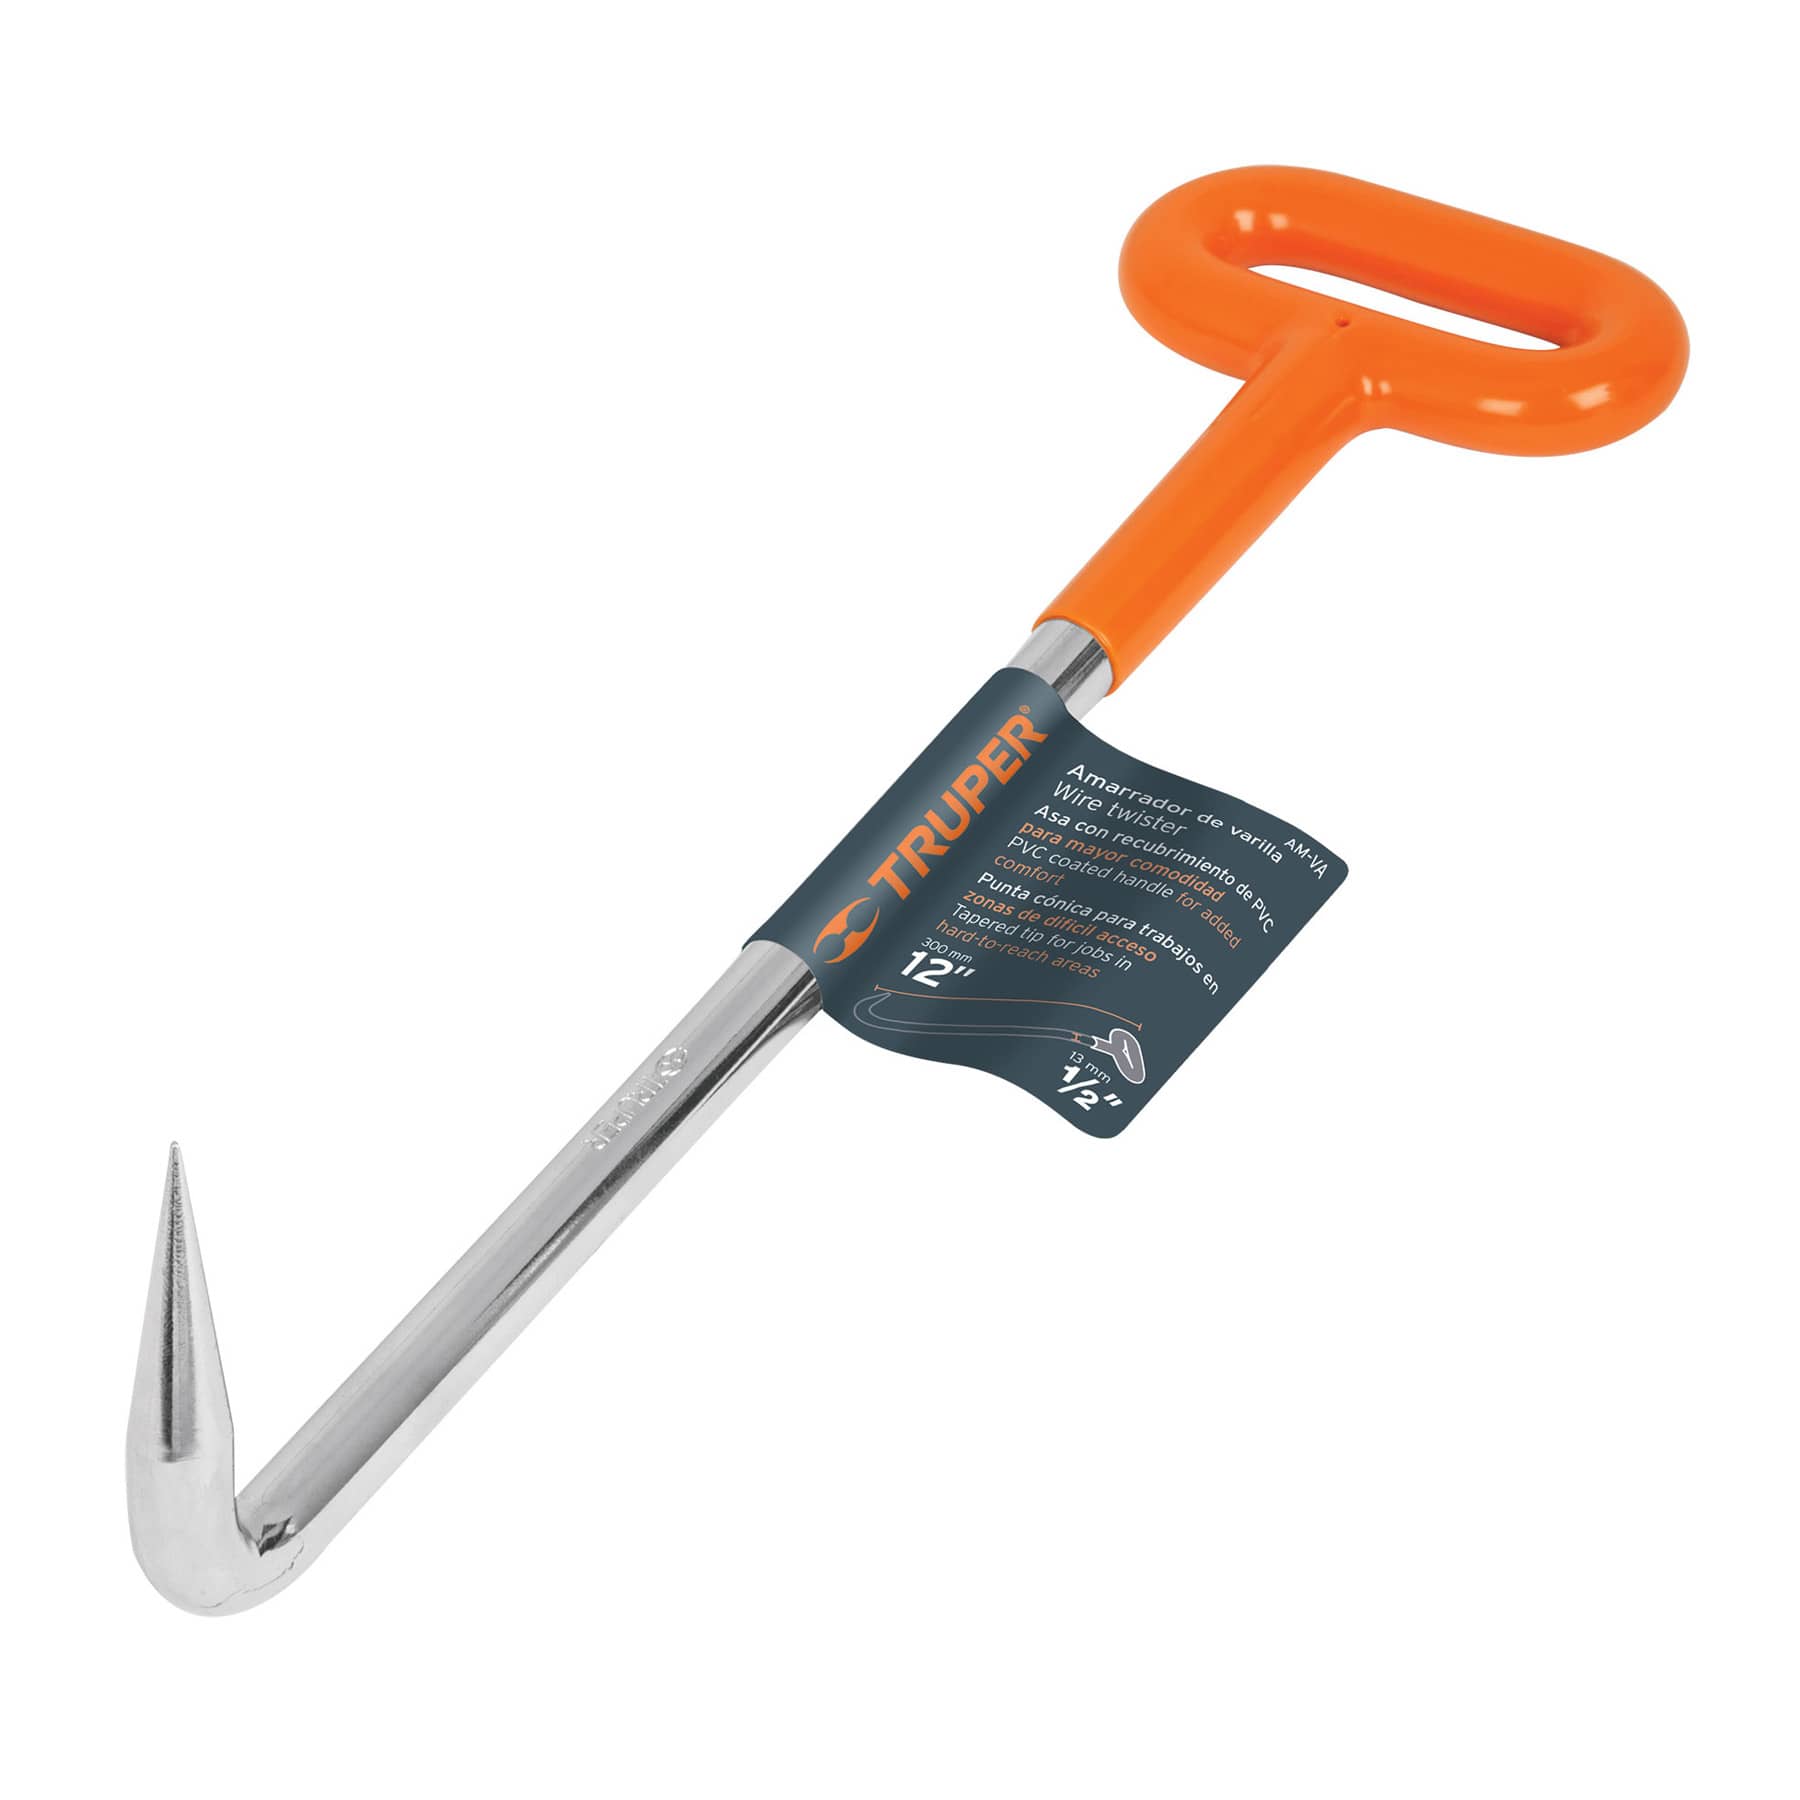 TRUPER®
Amarrador de varilla AM-VA
Wire twister
Asa con recubrimiento de PVC
para mayor comodidad
PVC coated handle for added
comfort
Punta cónica para trabajos en
zonas de difícil acceso
Tapered tip for jobs in
hard-to-reach areas
300 mm
12"
13 mm
1/2"
TRUPER